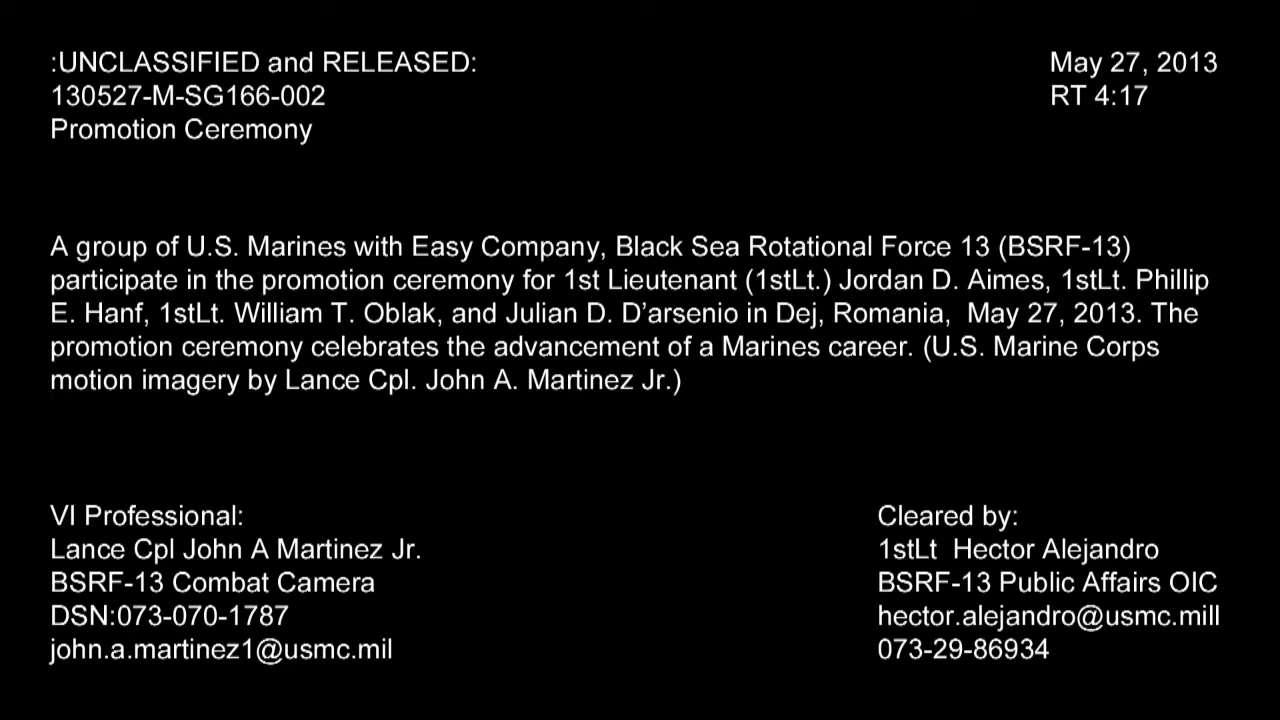 :UNCLASSIFIED and RELEASED:
130527-M-SG166-002
Promotion Ceremony
May 27, 2013
RT 4:17
A group of U.S. Marines with Easy Company, Black Sea Rotational Force 13 (BSRF-13)
participate in the promotion ceremony for 1st Lieutenant (1stLt.) Jordan D. Aimes, 1stLt. Phillip
E. Hanf, 1stLt. William T. Oblak, and Julian D. D’arsenio in Dej, Romania,  May 27, 2013. The
promotion ceremony celebrates the advancement of a Marines career. (U.S. Marine Corps
motion imagery by Lance Cpl. John A. Martinez Jr.)
VI Professional:
Lance Cpl John A Martinez Jr.
BSRF-13 Combat Camera
DSN:073-070-1787
john.a.martinez1@usmc.mil
Cleared by:
1stLt  Hector Alejandro
BSRF-13 Public Affairs OIC
hector.alejandro@usmc.mill
073-29-86934